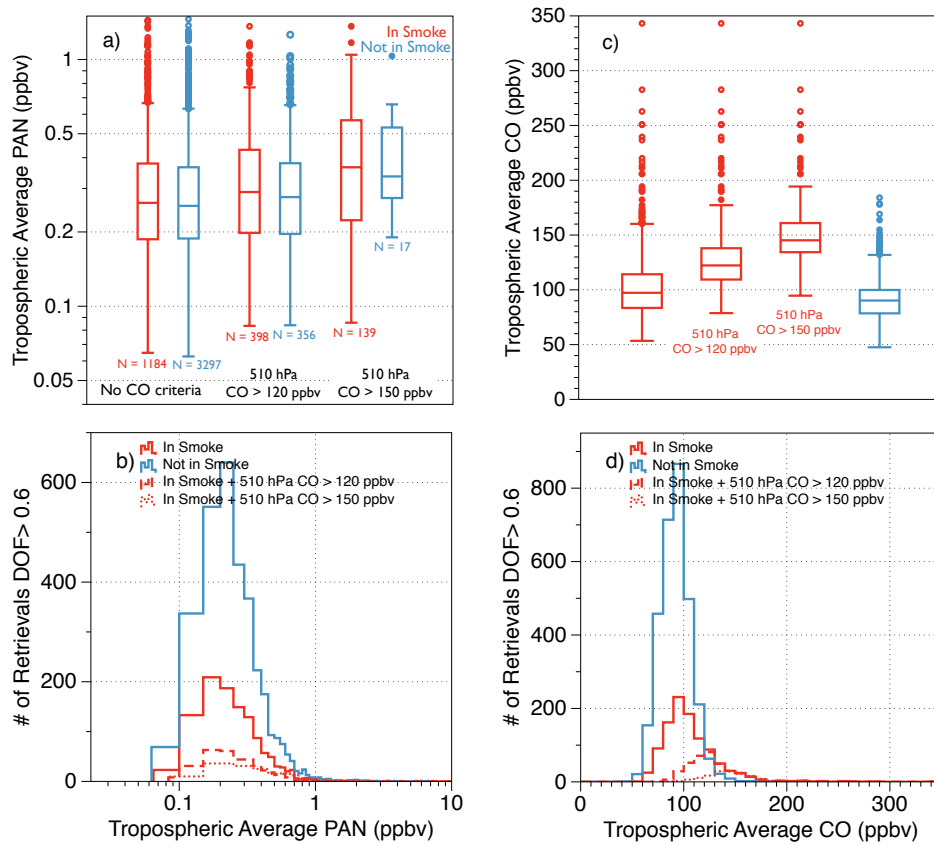 a)
In Smoke
Not in Smoke
Tropospheric Average PAN (ppbv)
1
0.5
0.2
0.1
0.05
N = 1184
N = 3297
N = 398
N = 356
N = 139
N = 17
No CO criteria
510 hPa
CO > 120 ppbv
510 hPa
CO > 150 ppbv
c)
Tropospheric Average CO (ppbv)
350
300
250
200
150
100
50
0
510 hPa
CO > 120 ppbv
510 hPa
CO > 150 ppbv
b)
In Smoke
Not in Smoke
In Smoke + 510 hPa CO > 120 ppbv
In Smoke + 510 hPa CO > 150 ppbv
# of Retrievals DOF> 0.6
600
400
200
0
0.1
1
10
Tropospheric Average PAN (ppbv)
d)
In Smoke
Not in Smoke
In Smoke + 510 hPa CO > 120 ppbv
In Smoke + 510 hPa CO > 150 ppbv
# of Retrievals DOF> 0.6
800
600
400
200
0
0
100
200
300
Tropospheric Average CO (ppbv)